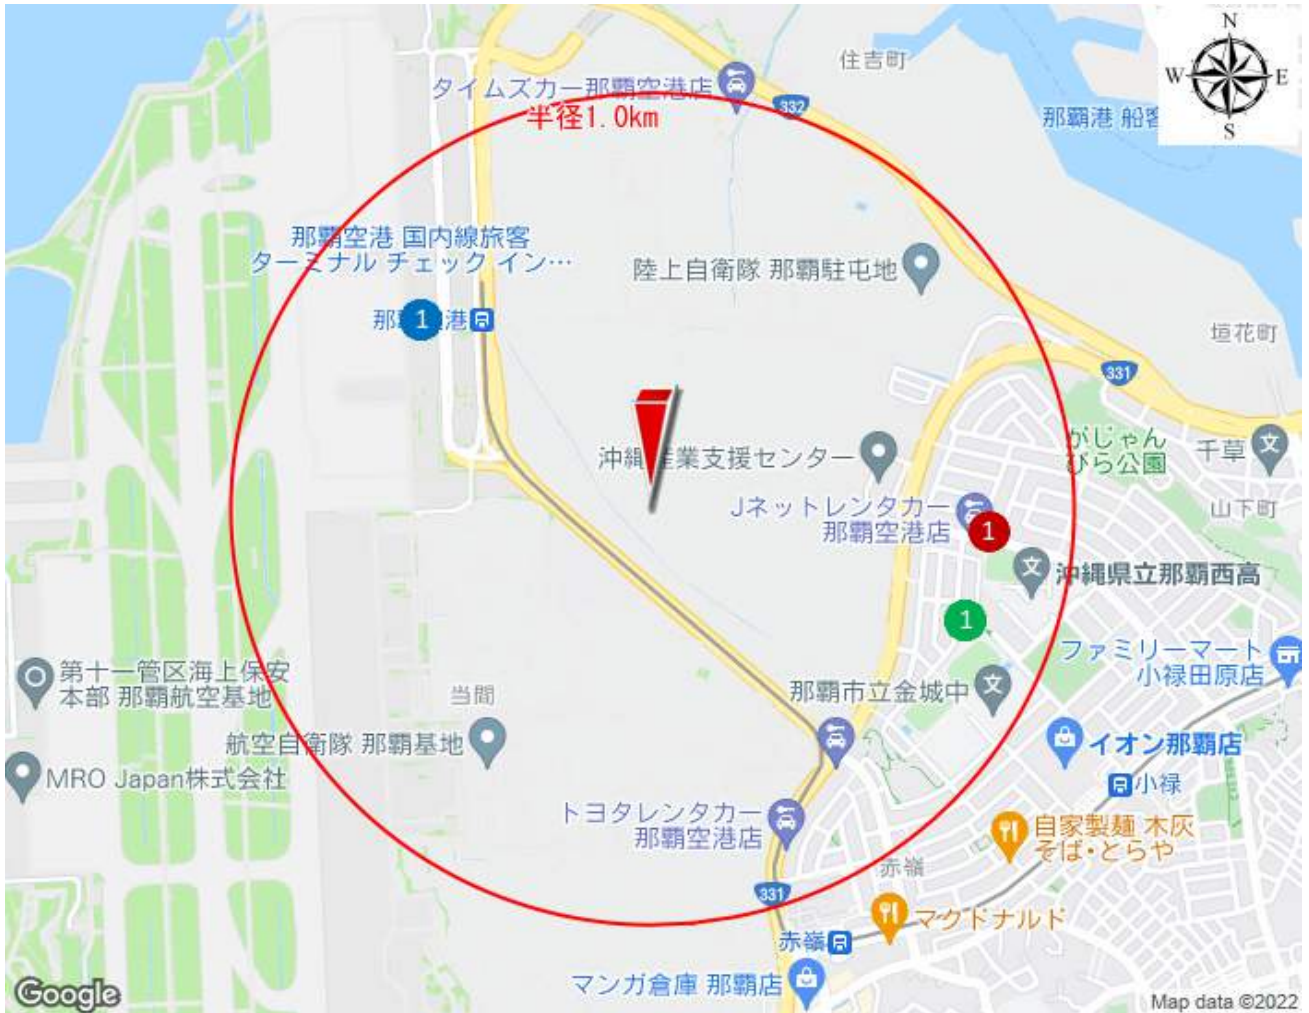 N
W
E
S
住吉町
タイムズカー那覇空港店
332
半径1.0km
那覇港 船客
那覇空港 国内線旅客
ターミナル チェック イン…
陸上自衛隊 那覇駐屯地
1
港
垣花町
331
がじゃん
びら公園
千草
文
沖縄産業支援センター
山下町
Jネットレンタカー
那覇空港店
1
文
沖縄県立那覇西高
1
ファミリーマート
小禄田原店
第十一管区海上保安
本部 那覇航空基地
当間
那覇市立金城中
文
航空自衛隊 那覇基地
イオン那覇店
MRO Japan株式会社
小禄
トヨタレンタカー
那覇空港店
自家製麺 木灰
そば・とらや
赤嶺
331
マクドナルド
赤嶺
マンガ倉庫 那覇店
Google
Map data ©2022